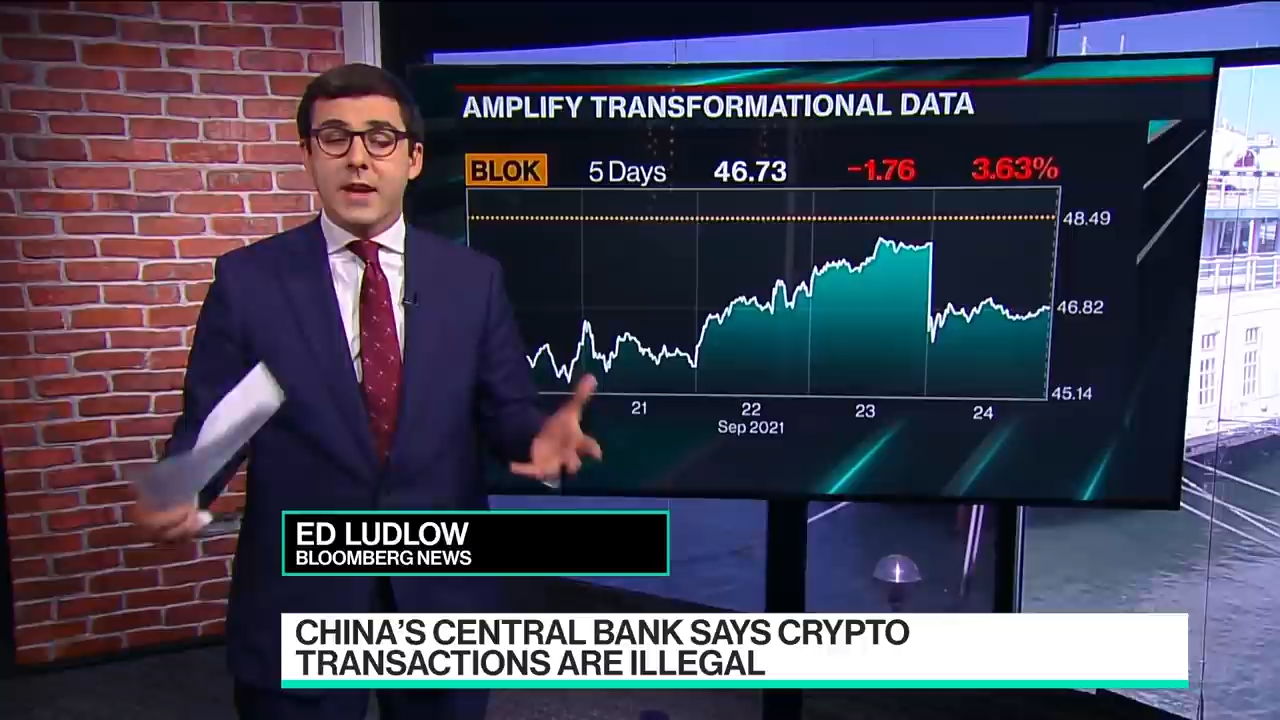 AMPLIFY TRANSFORMATIONAL DATA
BLOK 5 Days 46.73 -1.76 3.63%
48.49
46.82
45.14
21 22 23 24
Sep 2021
ED LUDLOW
BLOOMBERG NEWS
CHINA'S CENTRAL BANK SAYS CRYPTO
TRANSACTIONS ARE ILLEGAL